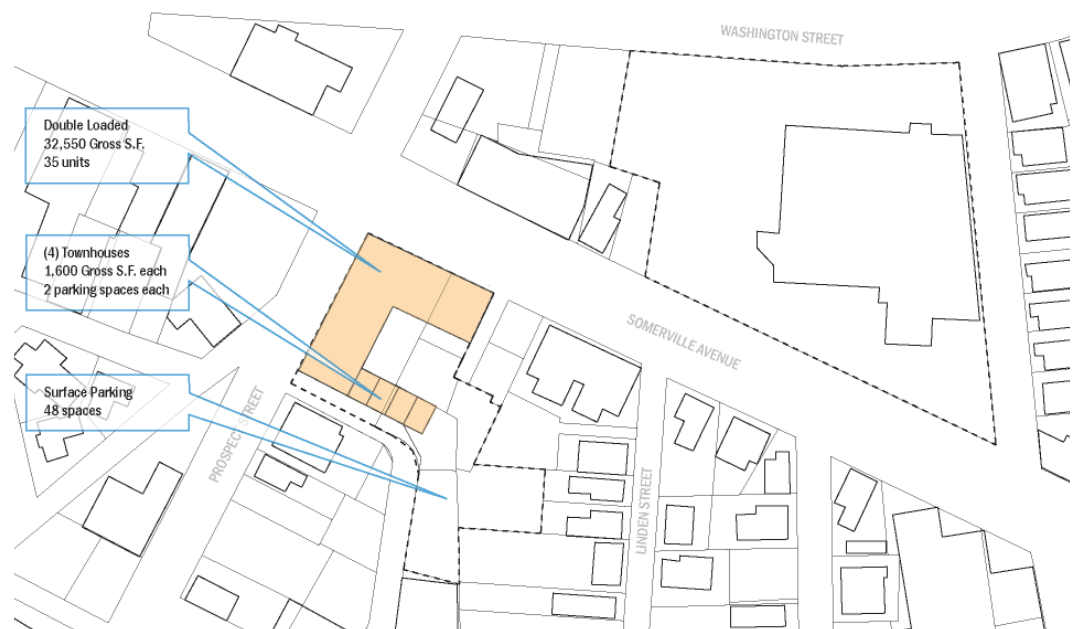 WASHINGTON STREET
Double Loaded
32,550 Gross S.F.
35 units
(4) Townhouses
1,600 Gross S.F. each
2 parking spaces each
SOMERVILLE AVENUE
Surface Parking
48 spaces
PROSPECT STREET
LINDEN STREET